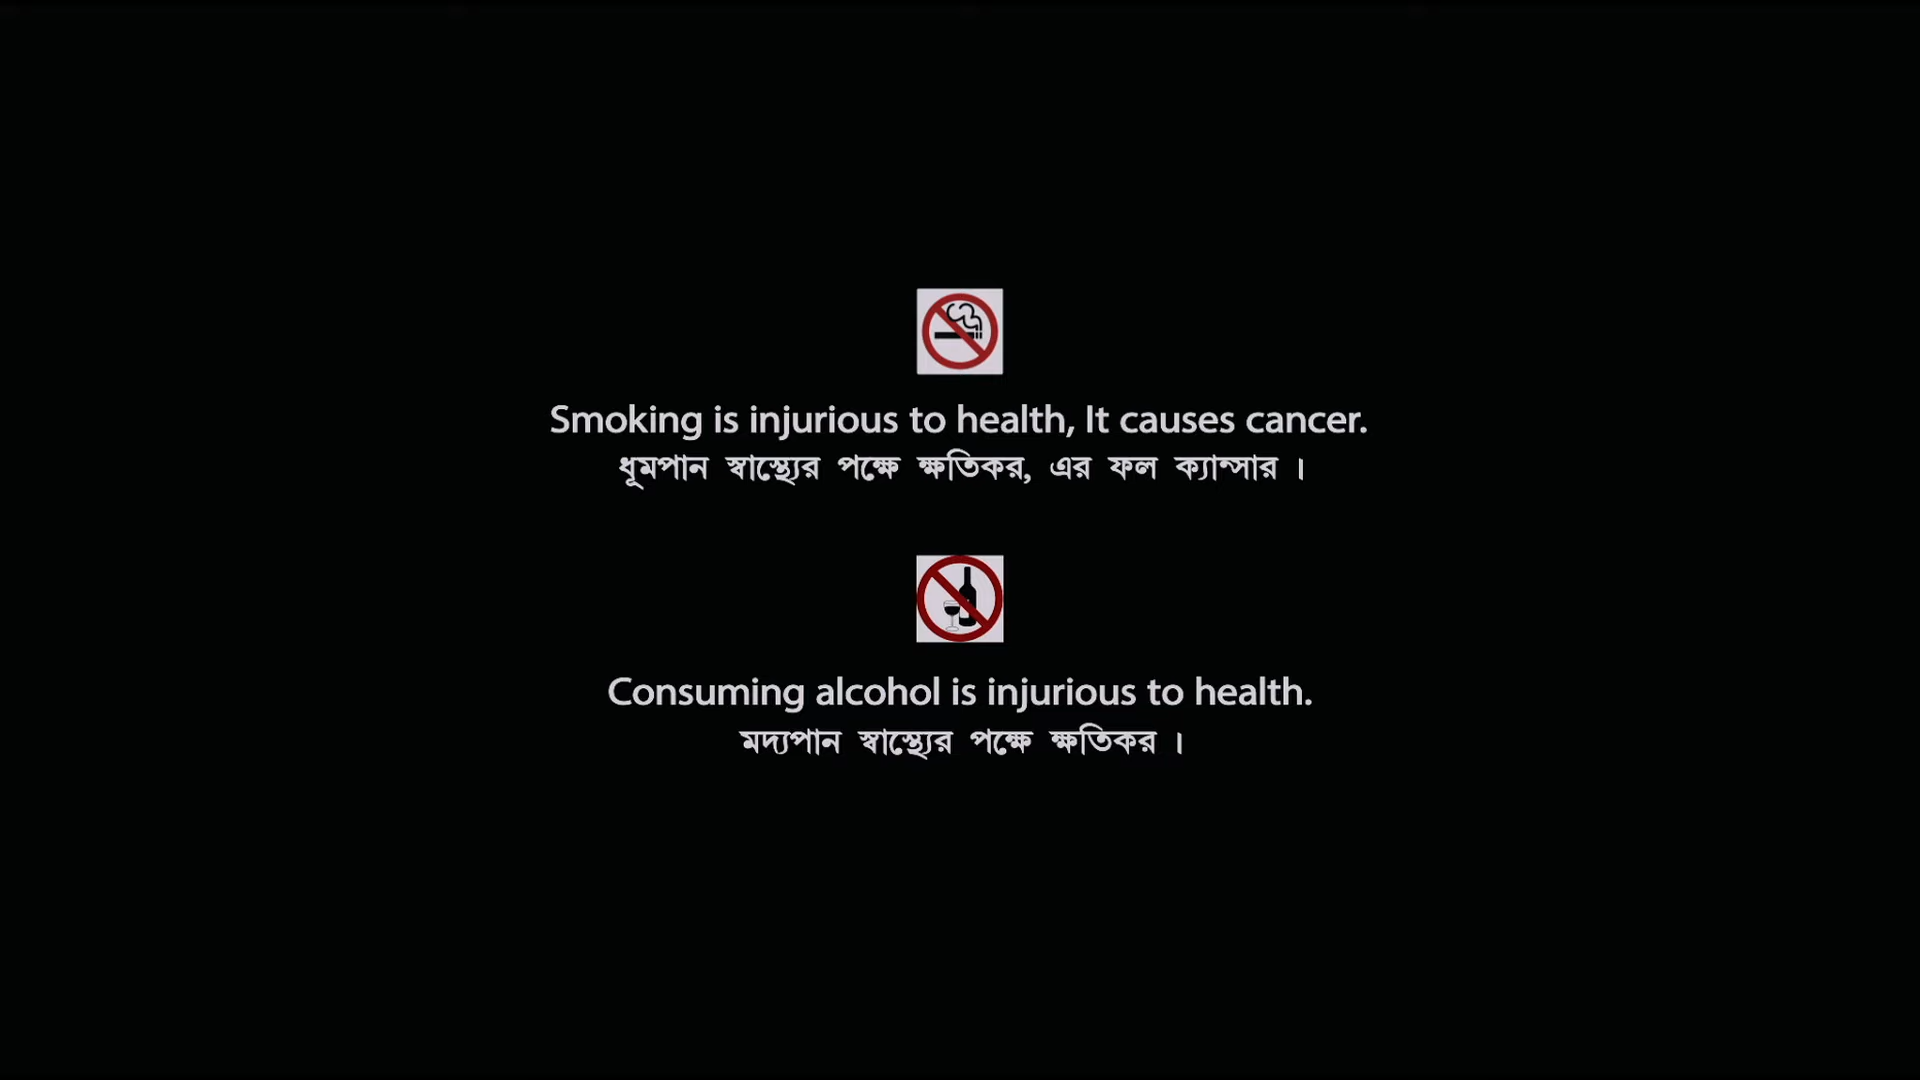 Smoking is injurious to health, It causes cancer.
ধূমপান স্বাস্থ্যের পক্ষে ক্ষতিকর, এর ফল ক্যান্সার ।
Consuming alcohol is injurious to health.
মদ্যপান স্বাস্থ্যের পক্ষে ক্ষতিকর ।